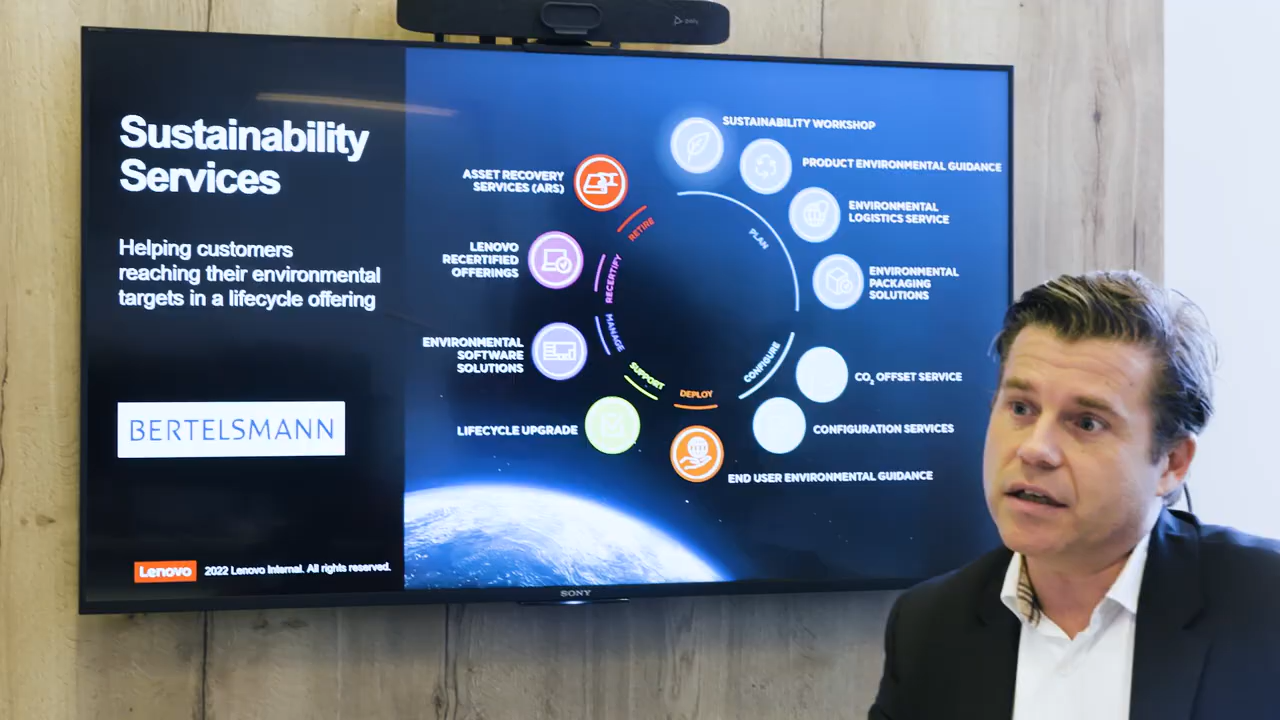 poly
Sustainability
Services
Helping customers
reaching their environmental
targets in a lifecycle offering
BERTELSMANN
Lenovo
2022 Lenovo Internal. All rights reserved.
SUSTAINABILITY WORKSHOP
PRODUCT ENVIRONMENTAL GUIDANCE
ENVIRONMENTAL
LOGISTICS SERVICE
ENVIRONMENTAL
PACKAGING
SOLUTIONS
CO₂ OFFSET SERVICE
CONFIGURATION SERVICES
END USER ENVIRONMENTAL GUIDANCE
LIFECYCLE UPGRADE
ENVIRONMENTAL
SOFTWARE
SOLUTIONS
LENOVO
RECERTIFIED
OFFERINGS
ASSET RECOVERY
SERVICES (ARS)
PLAN
CONFIGURE
DEPLOY
SUPPORT
MANAGE
RECERTIFY
RETIRE
SONY